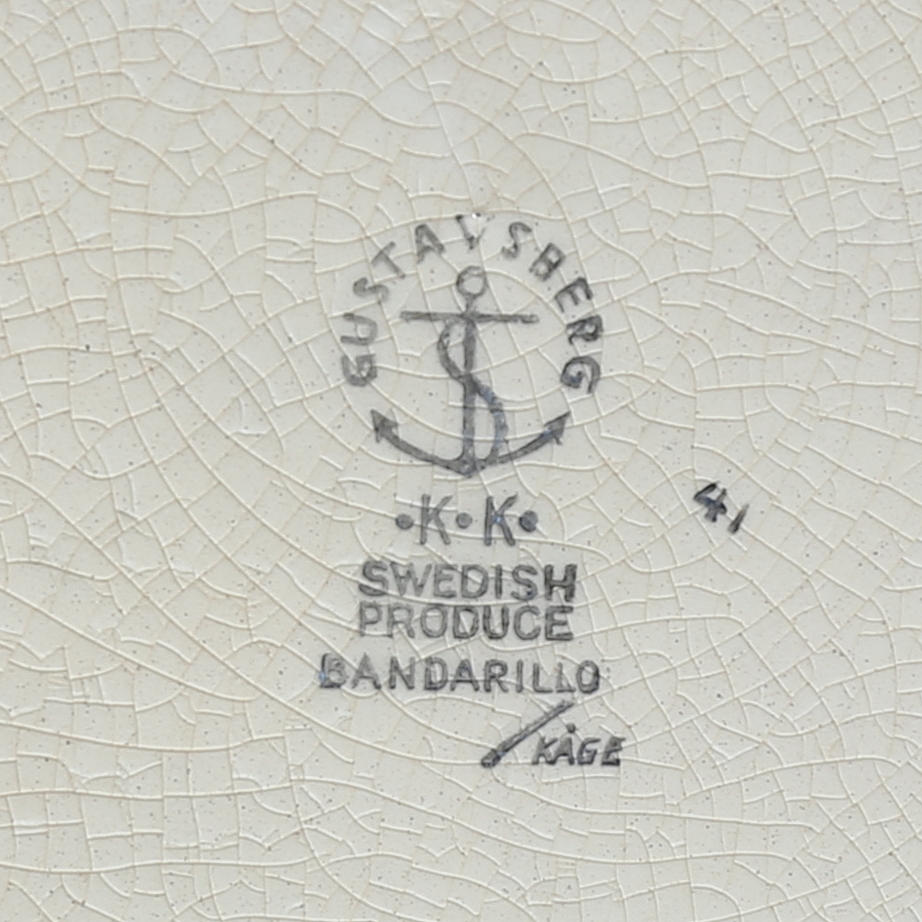 GUSTAVSBERG
·K·K·
41
SWEDISH
PRODUCE
BANDARILLO
KÅGE